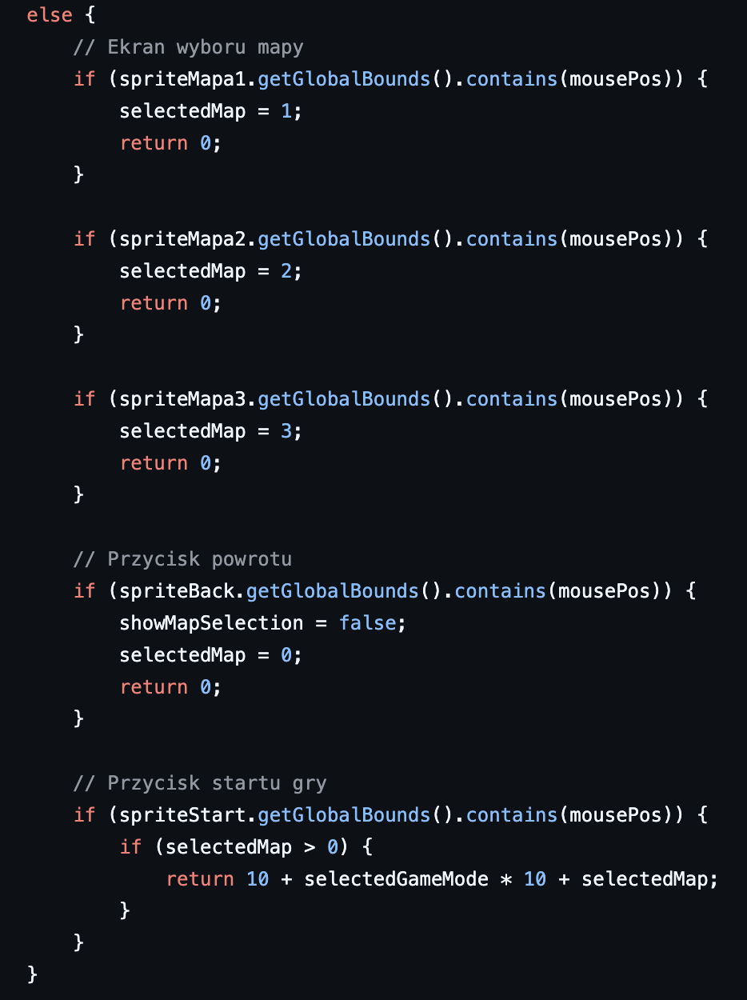 else {
    // Ekran wyboru mapy
    if (spriteMapa1.getGlobalBounds().contains(mousePos)) {
        selectedMap = 1;
        return 0;
    }

    if (spriteMapa2.getGlobalBounds().contains(mousePos)) {
        selectedMap = 2;
        return 0;
    }

    if (spriteMapa3.getGlobalBounds().contains(mousePos)) {
        selectedMap = 3;
        return 0;
    }

    // Przycisk powrotu
    if (spriteBack.getGlobalBounds().contains(mousePos)) {
        showMapSelection = false;
        selectedMap = 0;
        return 0;
    }

    // Przycisk startu gry
    if (spriteStart.getGlobalBounds().contains(mousePos)) {
        if (selectedMap > 0) {
            return 10 + selectedGameMode * 10 + selectedMap;
        }
    }
}